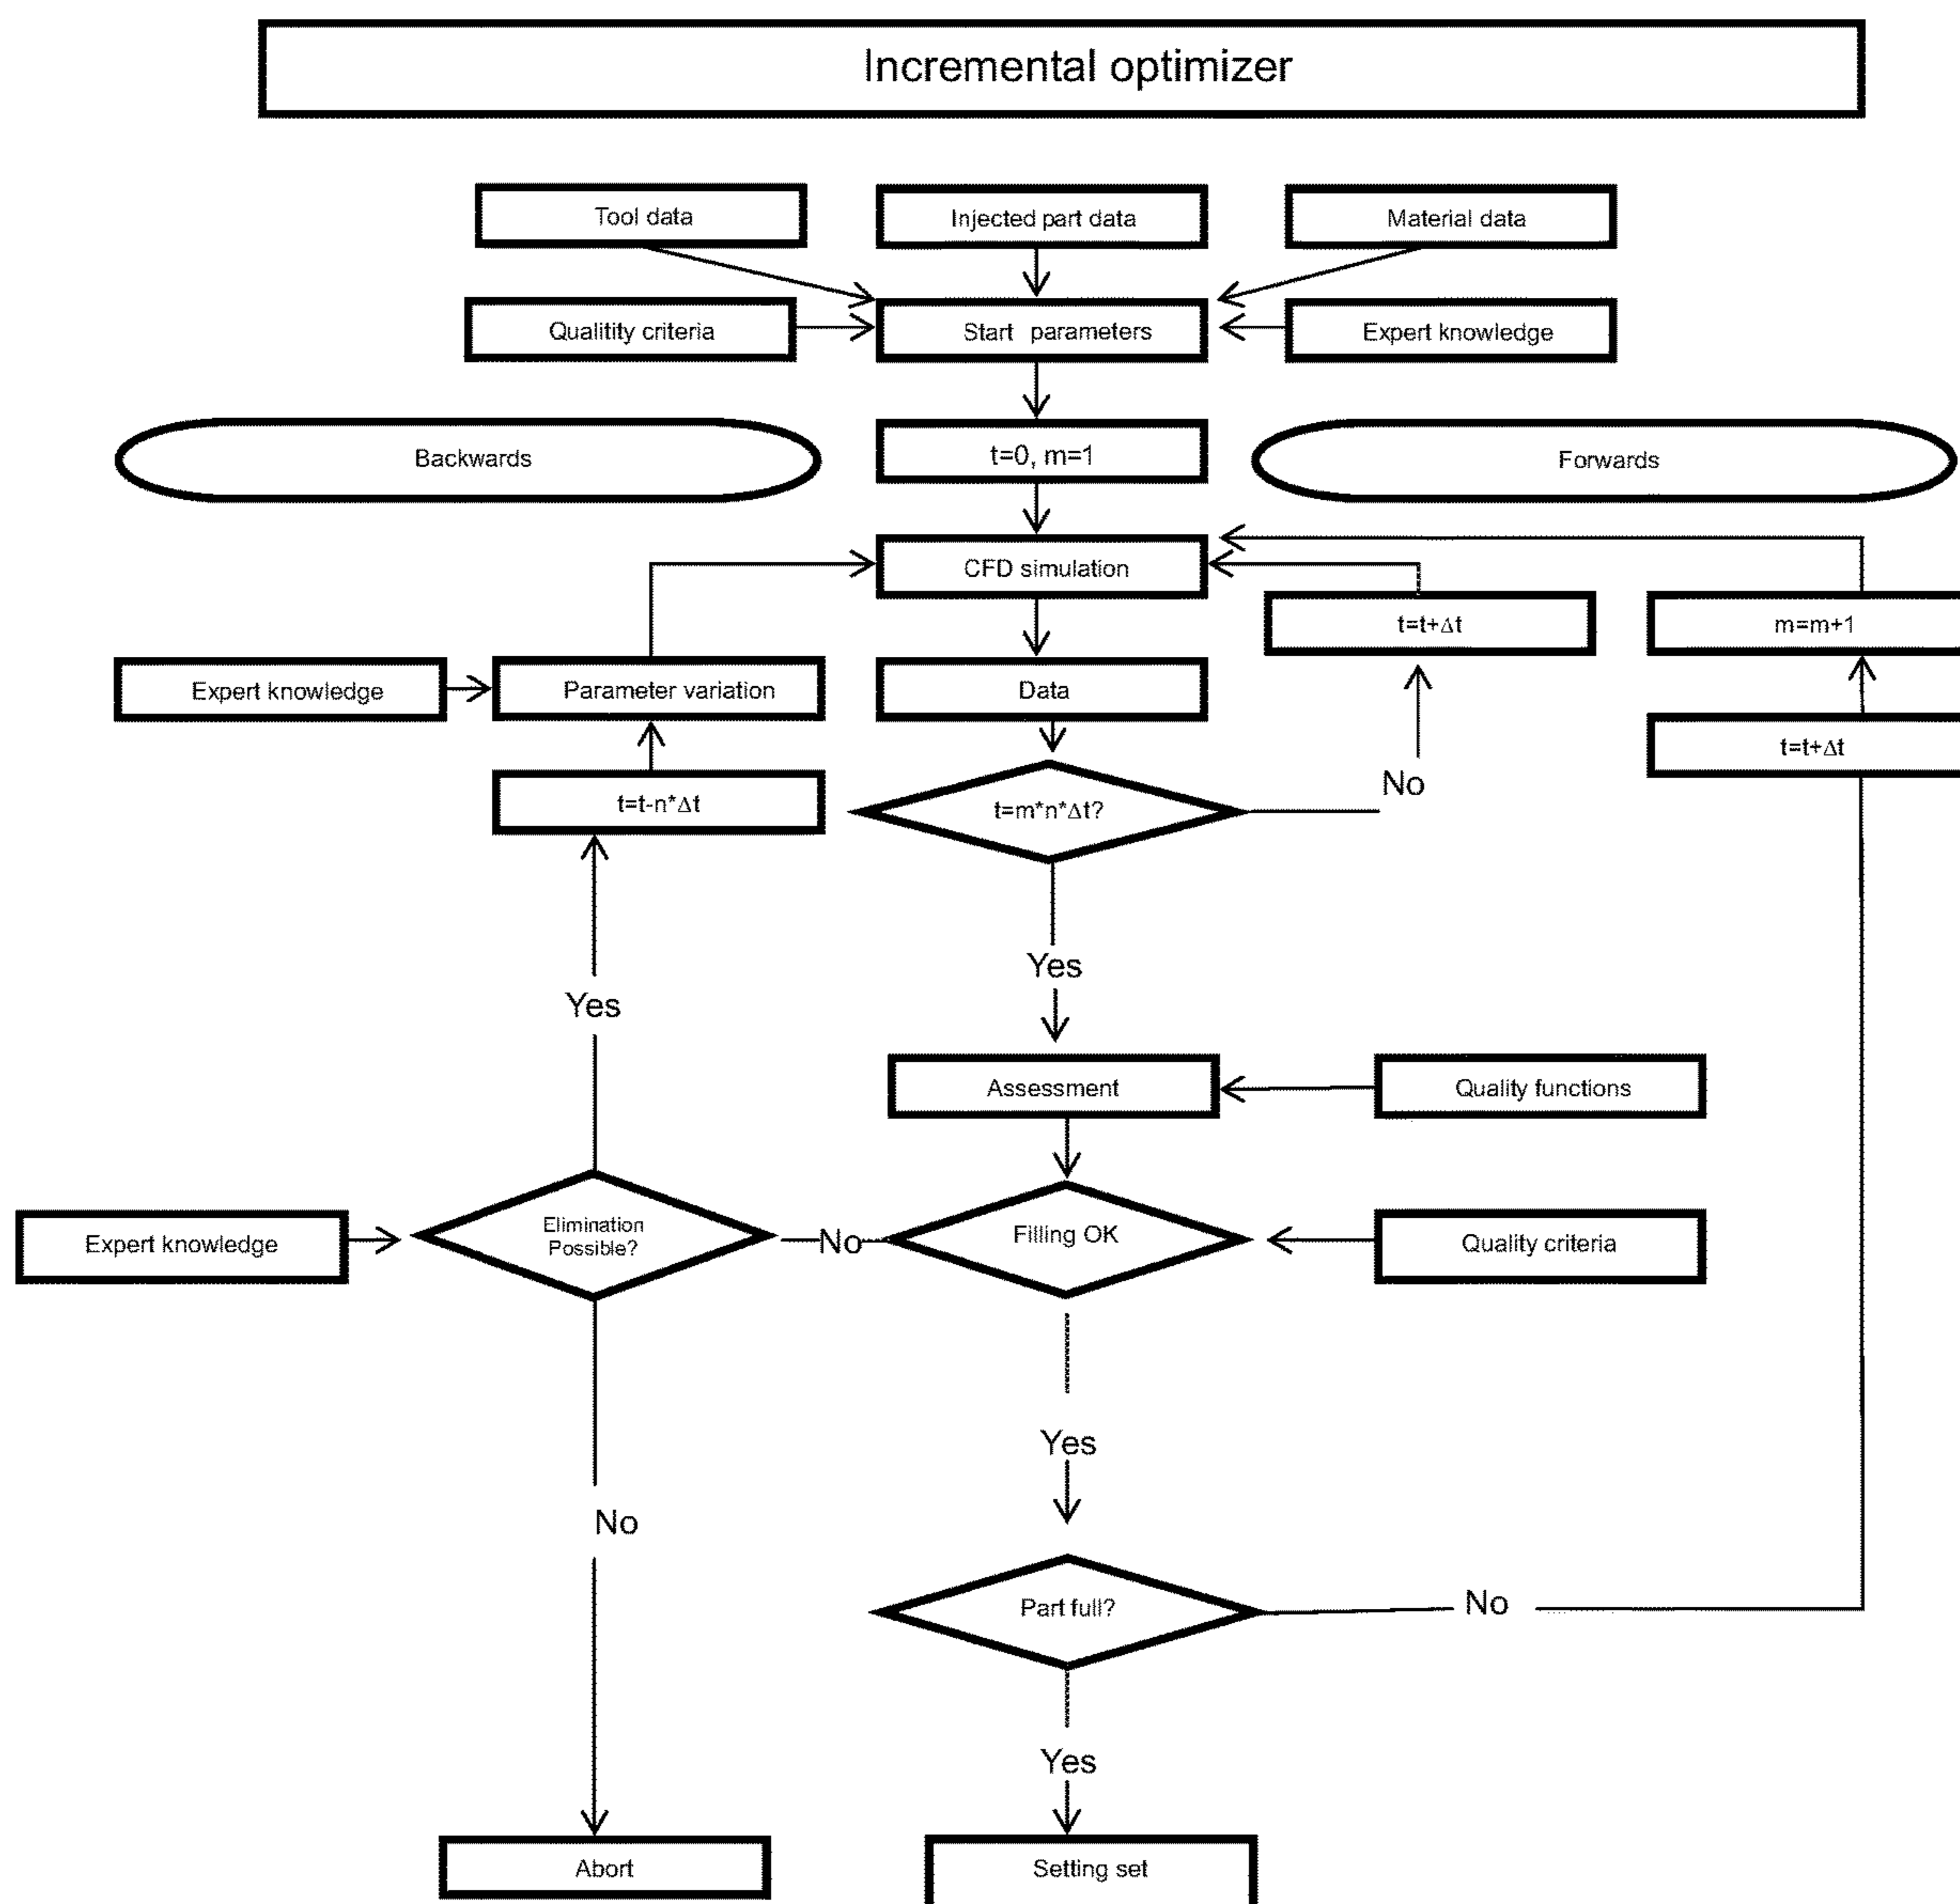 Incremental optimizer
Tool data
Injected part data
Material data
Qualitity criteria
Start parameters
Expert knowledge
Backwards
t=0, m=1
Forwards
CFD simulation
t=t+Δt
m=m+1
Expert knowledge
Parameter variation
Data
t=t+Δt
t=t-n*Δt
t=m*n*Δt?
No
Yes
Yes
Assessment
Quality functions
Expert knowledge
Elimination
Possible?
No
Filling OK
Quality criteria
Yes
No
Part full?
No
Yes
Abort
Setting set